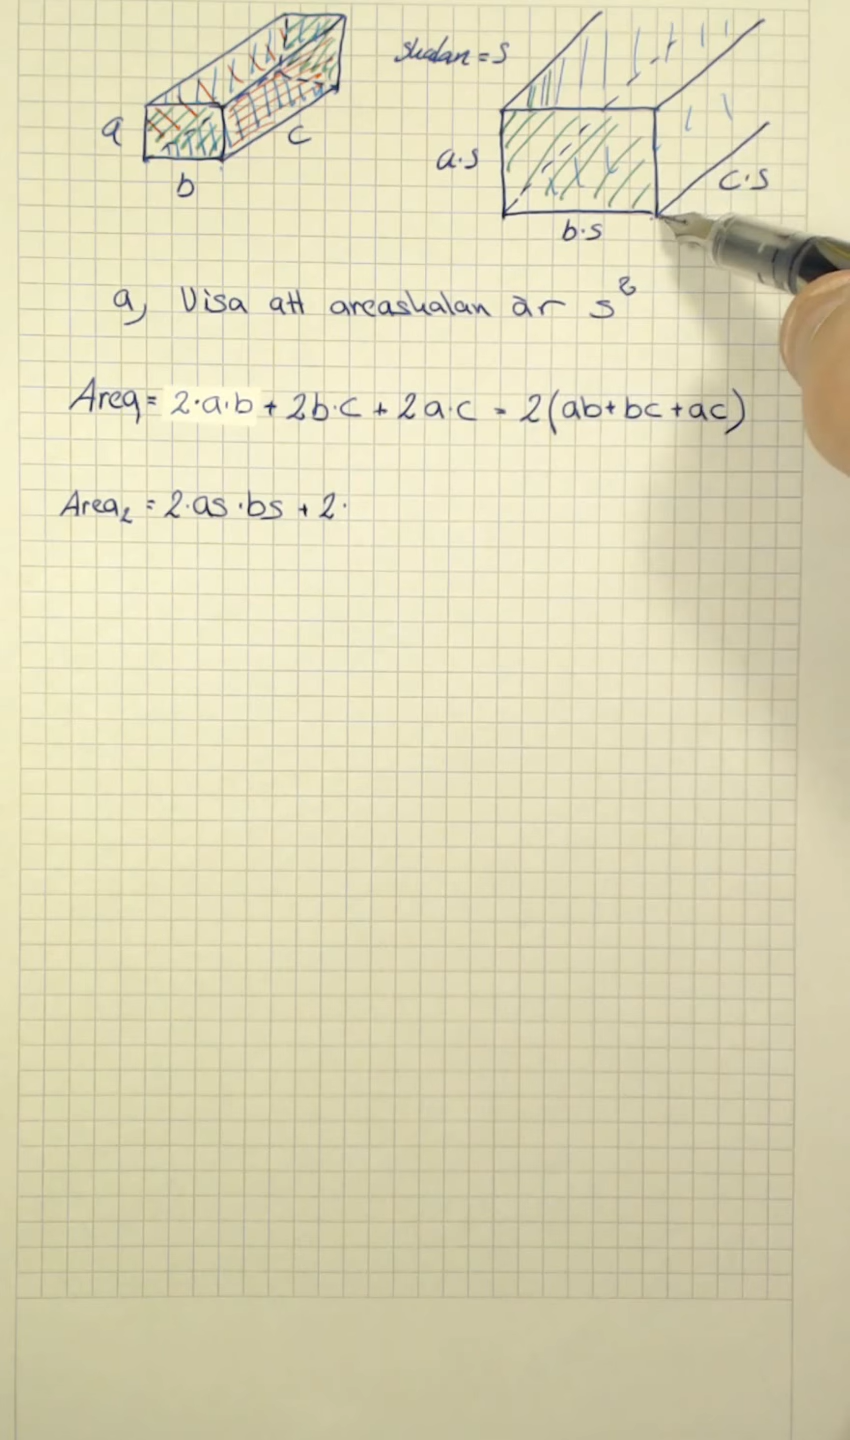 a
b
c
skalan = s
a·s
b·s
c·s
a) Visa att areaskalan är s²
Area = 2·a·b + 2b·c + 2a·c = 2(ab+bc+ac)
Area₂ = 2·as·bs + 2·